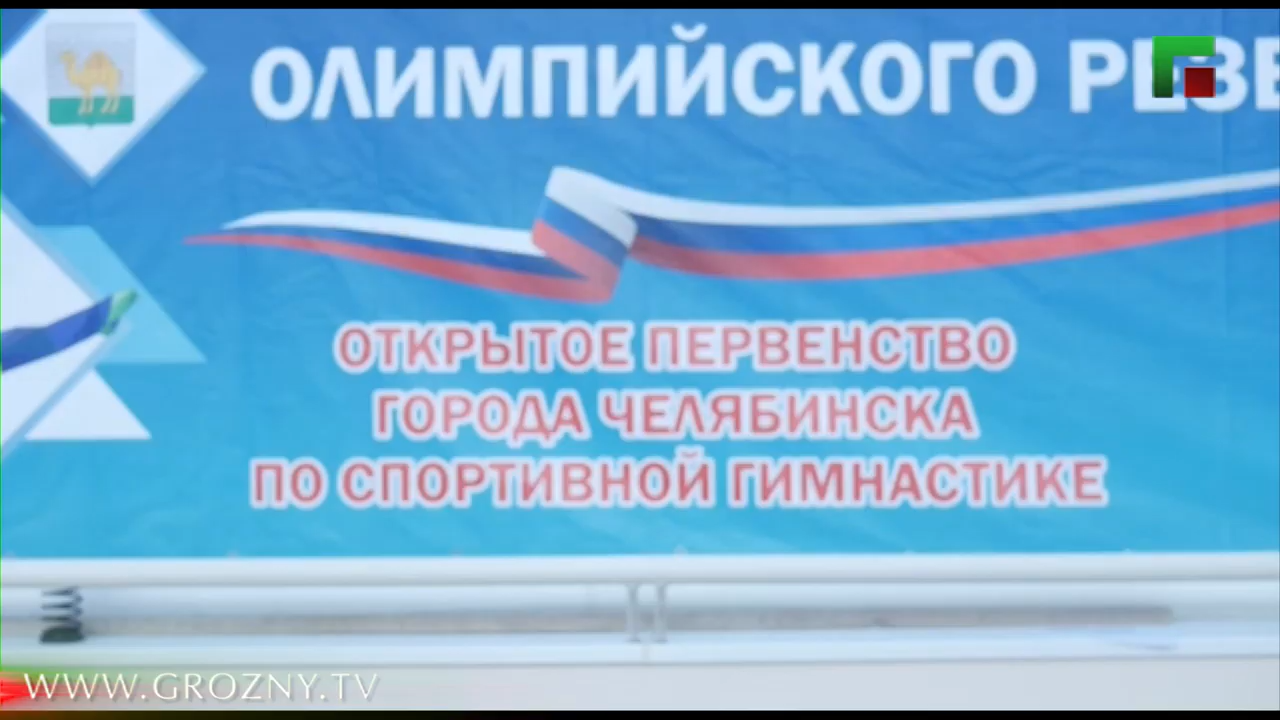 ОЛИМПИЙСКОГО
ОТКРЫТОЕ ПЕРВЕНСТВО
ГОРОДА ЧЕЛЯБИНСКА
ПО СПОРТИВНОЙ ГИМНАСТИКЕ
WWW.GROZNY.TV